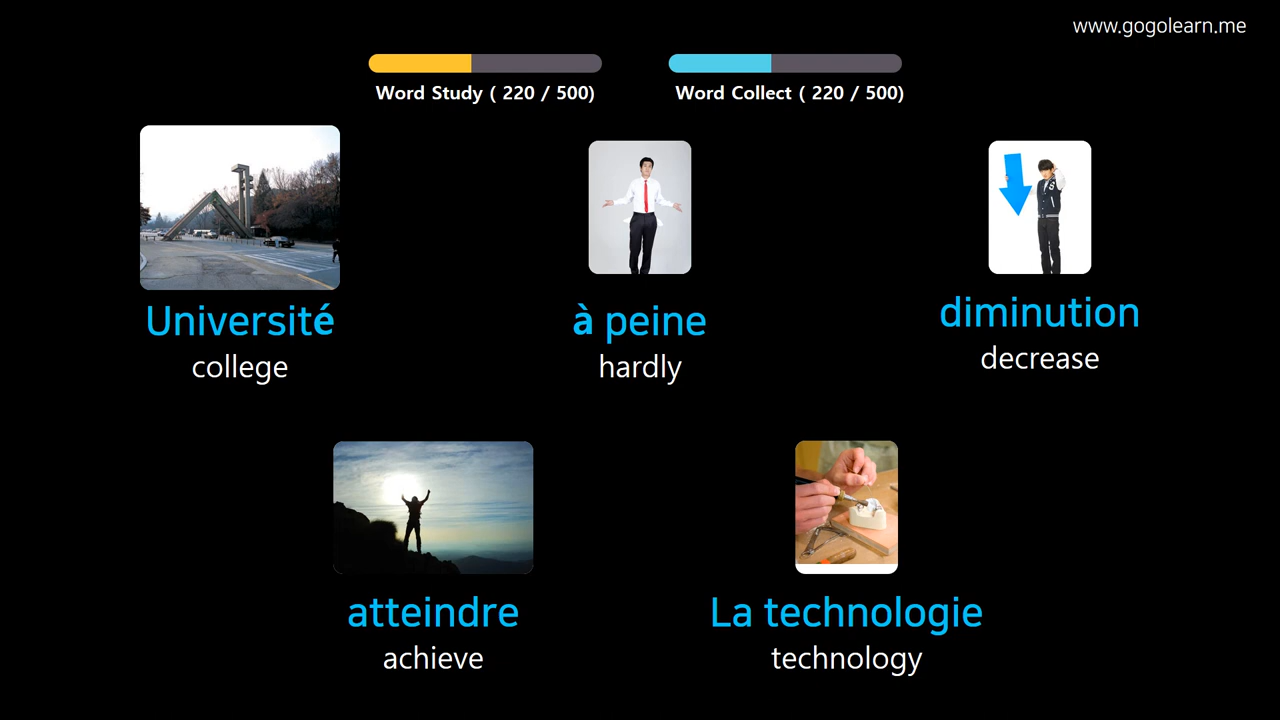 www.gogolearn.me
Word Study ( 220 / 500)
Word Collect ( 220 / 500)
Université
college
à peine
hardly
diminution
decrease
atteindre
achieve
La technologie
technology